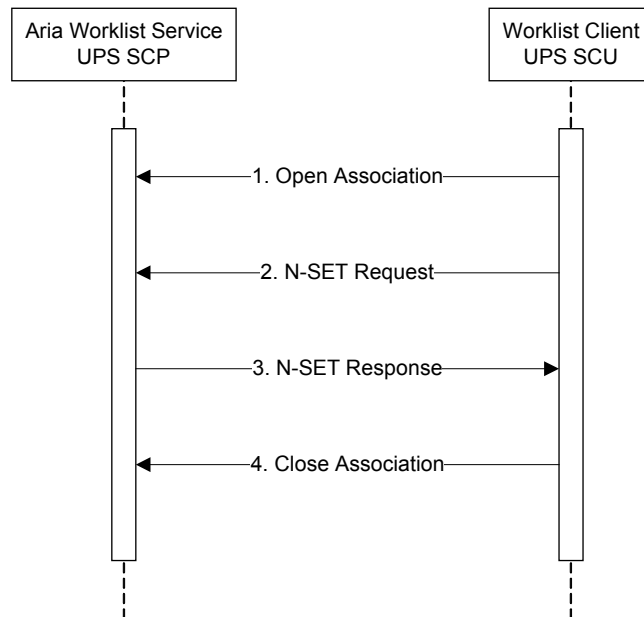 Aria Worklist Service
UPS SCP
Worklist Client
UPS SCU
1. Open Association
2. N-SET Request
3. N-SET Response
4. Close Association